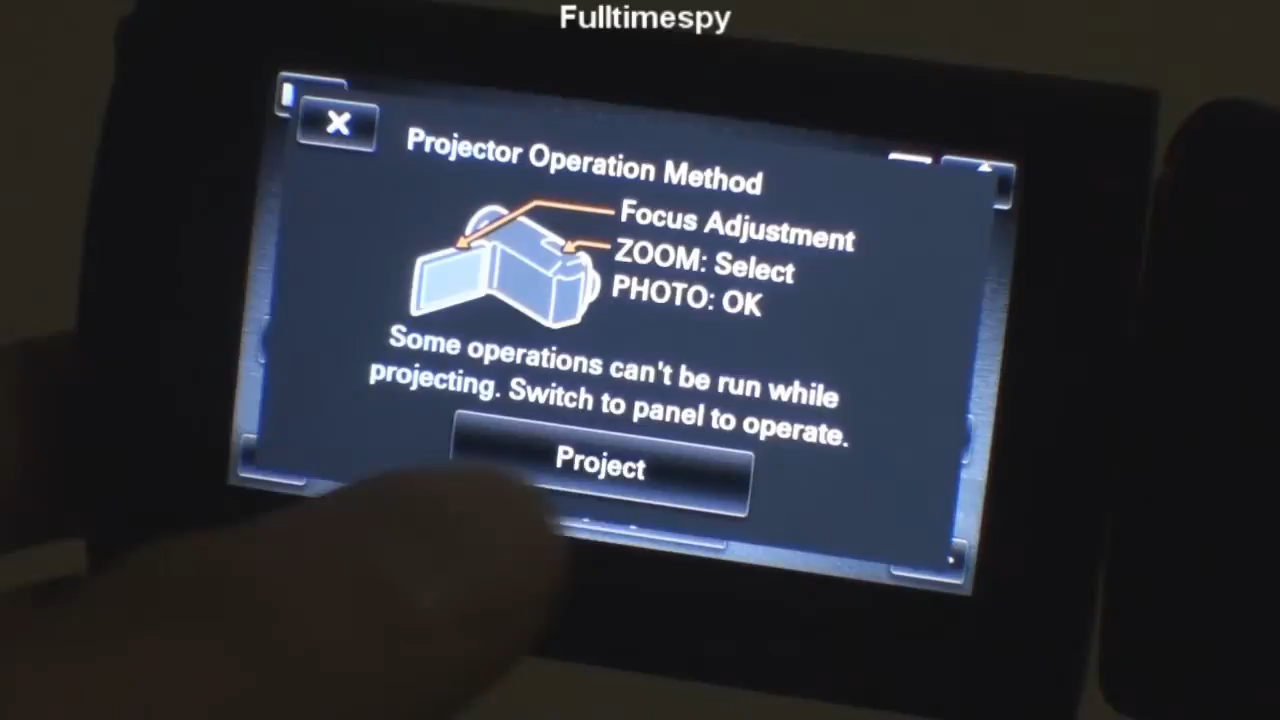 Fulltimespy
Projector Operation Method
Focus Adjustment
ZOOM: Select
PHOTO: OK
Some operations can't be run while
projecting. Switch to panel to operate.
Project